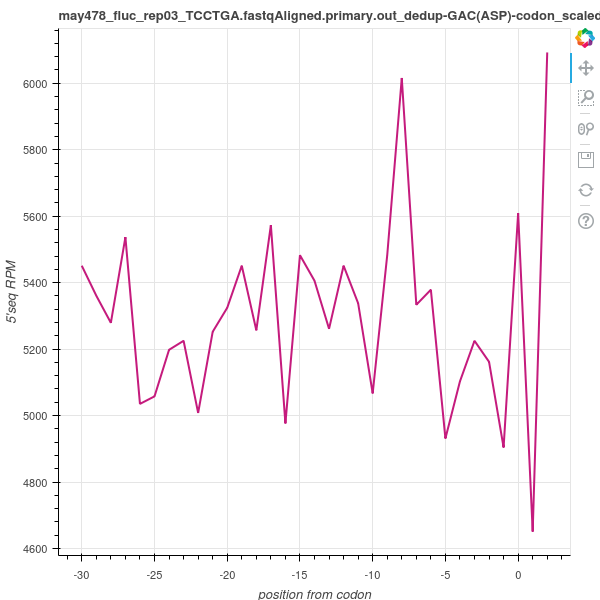 may478_fluc_rep03_TCCTGA.fastqAligned.primary.out_dedup-GAC(ASP)-codon_scaled
6000
5800
5600
5400
5200
5000
4800
4600
5'seq RPM
-30 -25 -20 -15 -10 -5 0
position from codon